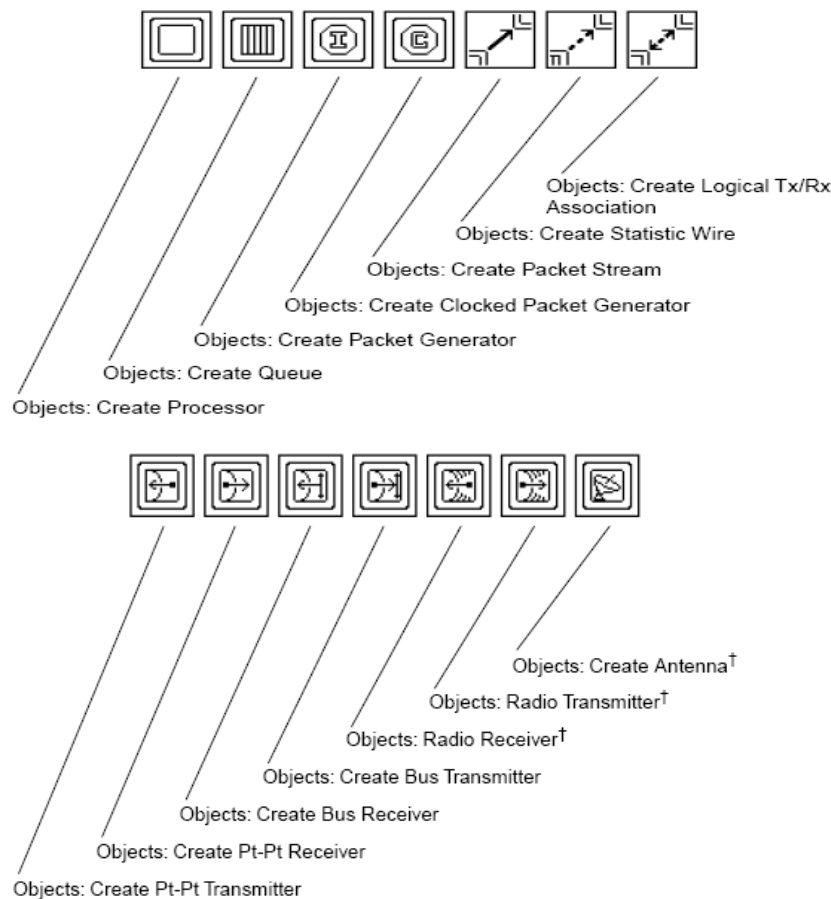 I
C
Objects: Create Logical Tx/Rx
Association
Objects: Create Statistic Wire
Objects: Create Packet Stream
Objects: Create Clocked Packet Generator
Objects: Create Packet Generator
Objects: Create Queue
Objects: Create Processor
Objects: Create Antenna†
Objects: Radio Transmitter†
Objects: Radio Receiver†
Objects: Create Bus Transmitter
Objects: Create Bus Receiver
Objects: Create Pt-Pt Receiver
Objects: Create Pt-Pt Transmitter